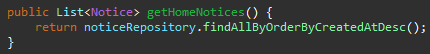 public List<Notice> getHomeNotices() {
    return noticeRepository.findAllByOrderByCreatedAtDesc();
}